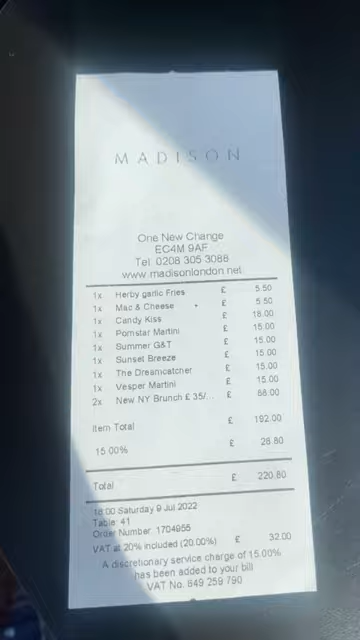 MADISON
One New Change
EC4M 9AF
Tel: 0208 305 3088
www.madisonlondon.net
1x Herby garlic Fries £ 5.50
1x Mac & Cheese £ 5.50
1x Candy Kiss £ 18.00
1x Pornstar Martini £ 15.00
1x Summer G&T £ 15.00
1x Sunset Breeze £ 15.00
1x The Dreamcatcher £ 15.00
1x Vesper Martini £ 15.00
2x New NY Brunch £ 35/... £ 88.00
Item Total £ 192.00
15.00% £ 28.80
Total £ 220.80
18:00 Saturday 9 Jul 2022
Table: 41
Order Number: 1704955
VAT at 20% included (20.00%) £ 32.00
A discretionary service charge of 15.00%
has been added to your bill
VAT No. 849 259 790